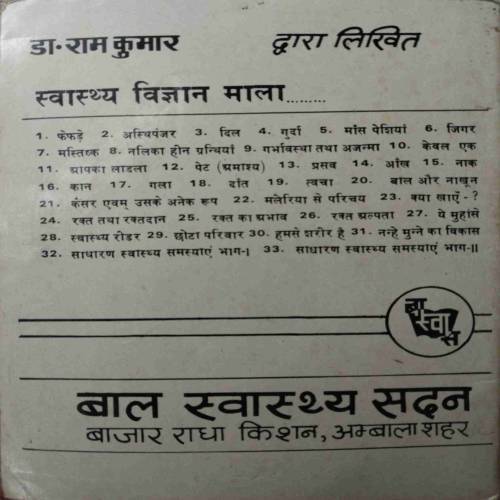 डा॰ राम कुमार द्वारा लिखित
स्वास्थ्य विज्ञान माला.........
1. फेफड़े 2. अस्थिपंजर 3. दिल 4. गुर्दा 5. माँस पेशियां 6. जिगर
7. मस्तिष्क 8. नलिका हीन ग्रन्थियां 9. गर्भावस्था तथा अजन्मा 10. केवल एक
11. आपका लाडला 12. पेट (अमाश्य) 13. प्रसव 14. आँख 15. नाक
16. कान 17. गला 18. दांत 19. त्वचा 20. बाल और नाखून
21. कंसर एवम् उसके अनेक रूप 22. मलेरिया से परिचय 23. क्या खाएँ - ?
24. रक्त तथा रक्तदान 25. रक्त का प्रभाव 26. रक्त अल्पता 27. ये मुहांसे
28. स्वास्थ्य रीडर 29. छोटा परिवार 30. हमसे शरीर है 31. नन्हे मुन्ने का विकास
32. साधारण स्वास्थ्य समस्याएं भाग-I 33. साधारण स्वास्थ्य समस्याएं भाग-II
बा
स्वा
स
बाल स्वास्थ्य सदन
बाजार राधा किशन, अम्बाला शहर